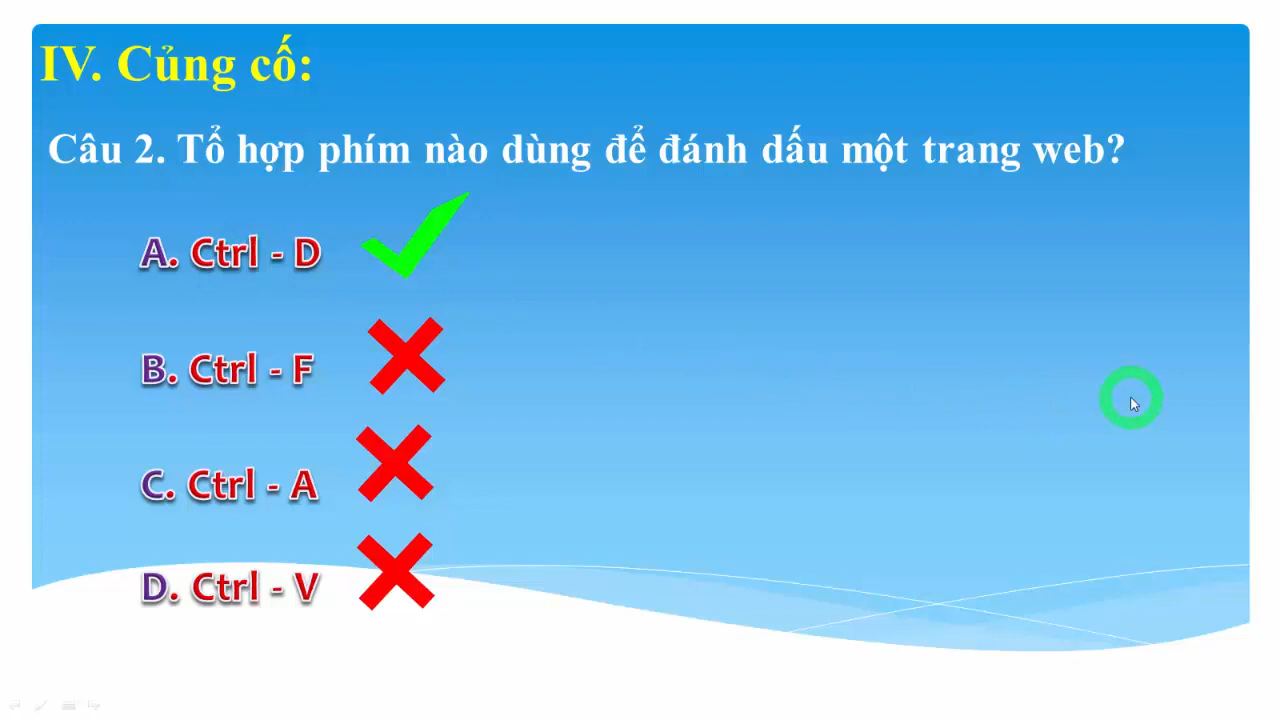 IV. Củng cố:
Câu 2. Tổ hợp phím nào dùng để đánh dấu một trang web?
A. Ctrl - D
B. Ctrl - F
C. Ctrl - A
D. Ctrl - V